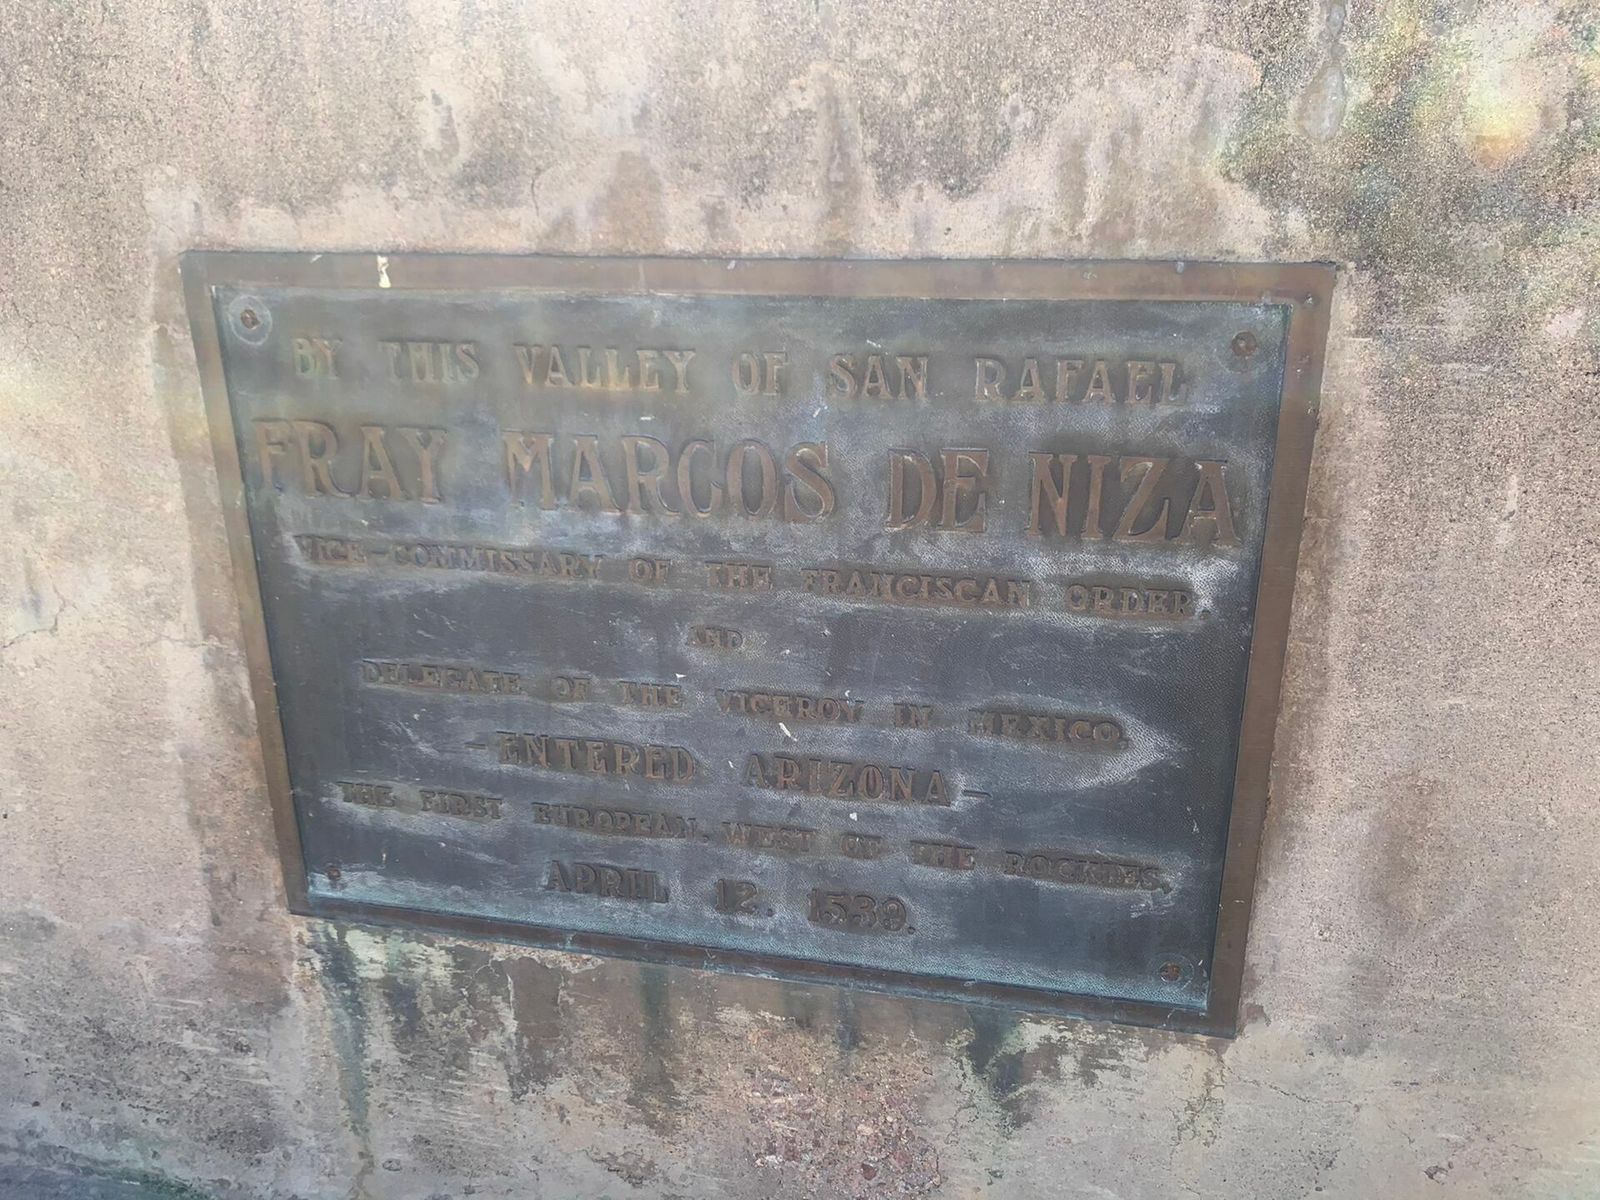 BY THIS VALLEY OF SAN RAFAEL
FRAY MARCOS DE NIZA
VICE-COMMISSARY OF THE FRANCISCAN ORDER.
AND
DELEGATE OF THE VICEROY IN MEXICO.
-ENTERED ARIZONA-
THE FIRST EUROPEAN WEST OF THE ROCKIES,
APRIL 12. 1539.